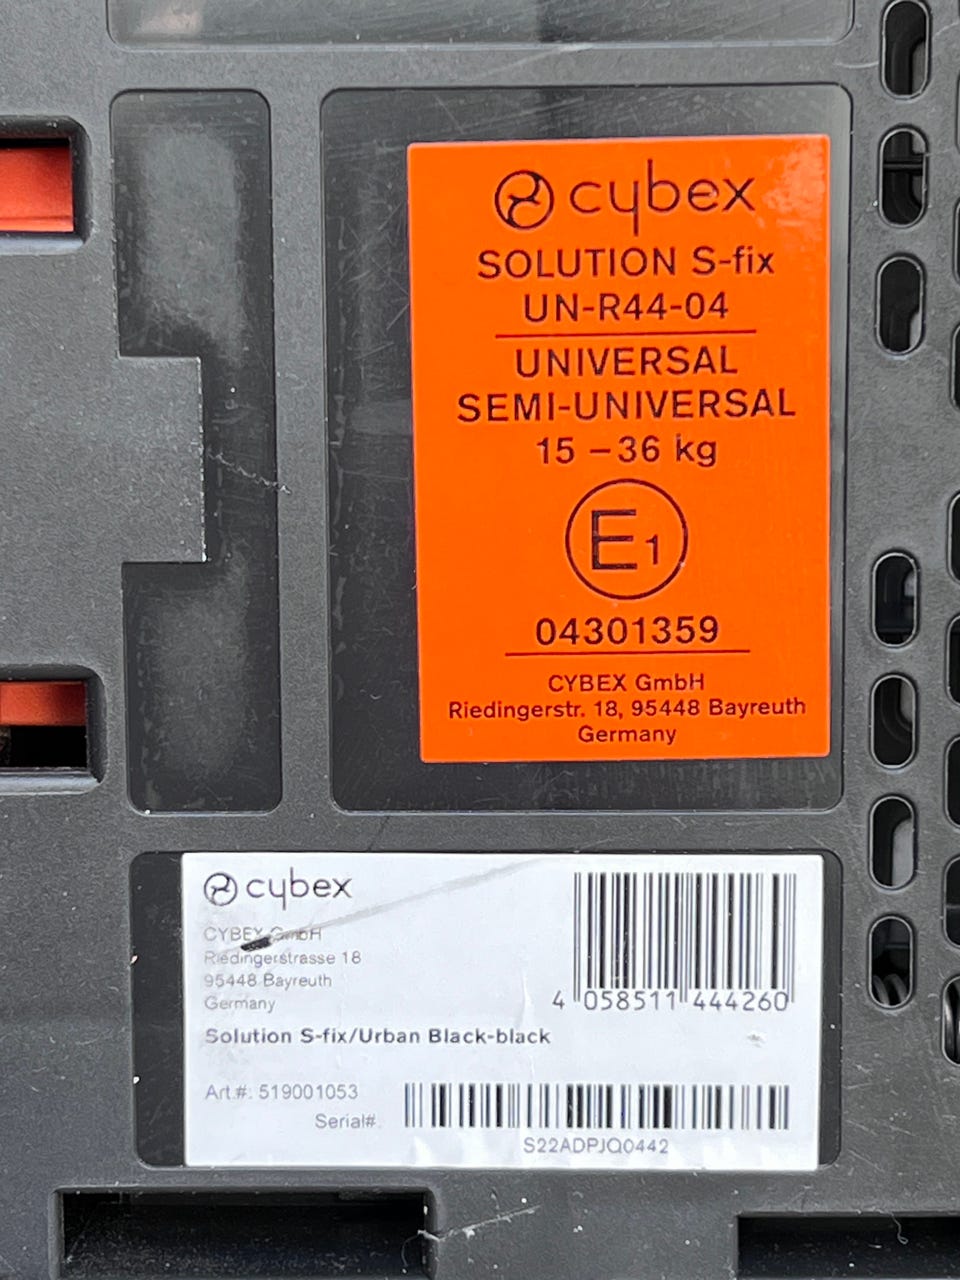 cybex
SOLUTION S-fix
UN-R44-04
UNIVERSAL
SEMI-UNIVERSAL
15 – 36 kg
E1
04301359
CYBEX GmbH
Riedingerstr. 18, 95448 Bayreuth
Germany
cybex
CYBEX GmbH
Riedingerstrasse 18
95448 Bayreuth
Germany
4 058511 444260
Solution S-fix/Urban Black-black
Art.#: 519001053
Serial#
S22ADPJQ0442